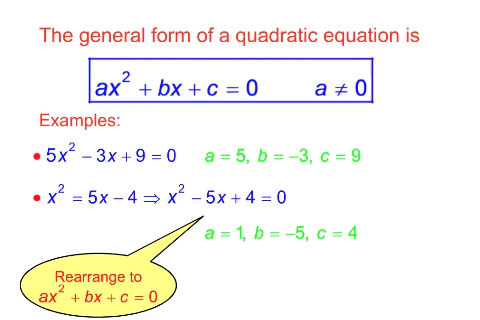 The general form of a quadratic equation is
ax² + bx + c = 0 a ≠ 0
Examples:
• 5x² − 3x + 9 = 0 a = 5, b = −3, c = 9
• x² = 5x − 4 ⇒ x² − 5x + 4 = 0
a = 1, b = −5, c = 4
Rearrange to
ax² + bx + c = 0